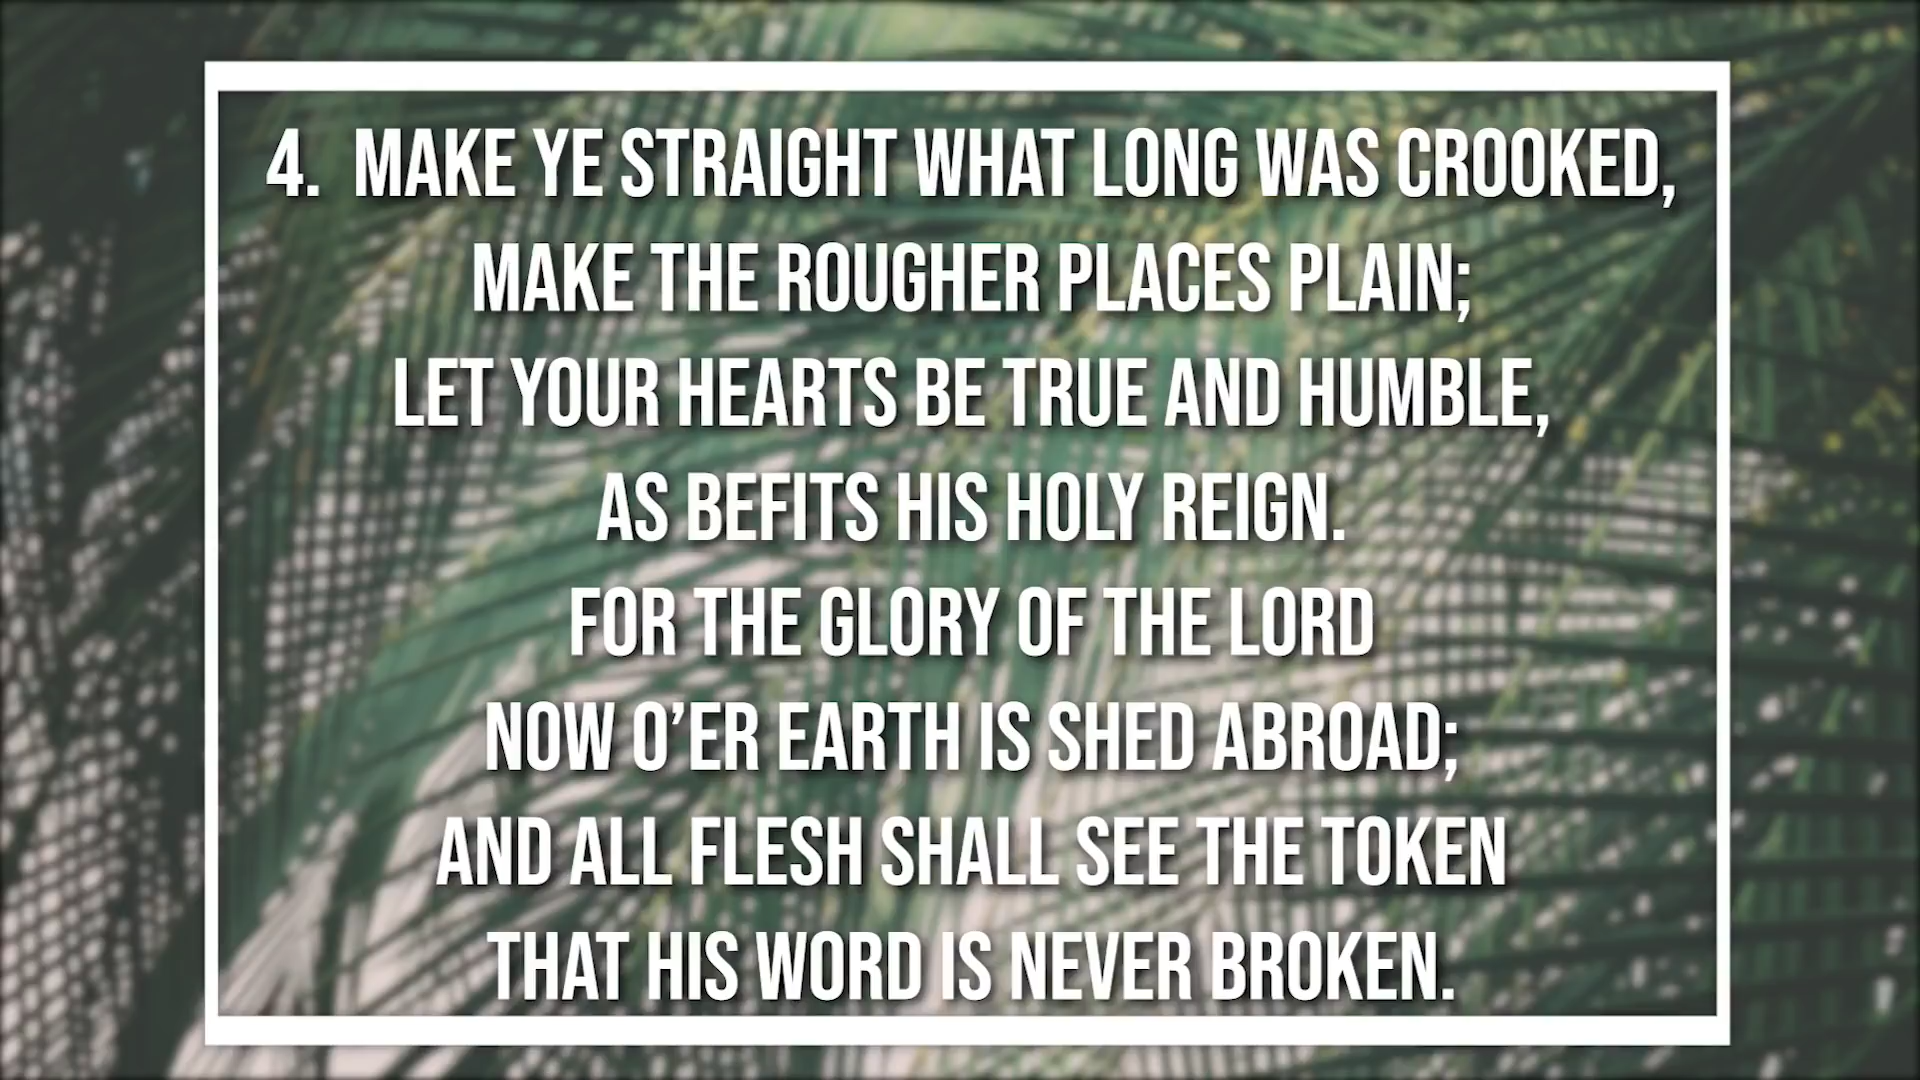 4. MAKE YE STRAIGHT WHAT LONG WAS CROOKED,
MAKE THE ROUGHER PLACES PLAIN;
LET YOUR HEARTS BE TRUE AND HUMBLE,
AS BEFITS HIS HOLY REIGN.
FOR THE GLORY OF THE LORD
NOW O’ER EARTH IS SHED ABROAD;
AND ALL FLESH SHALL SEE THE TOKEN
THAT HIS WORD IS NEVER BROKEN.